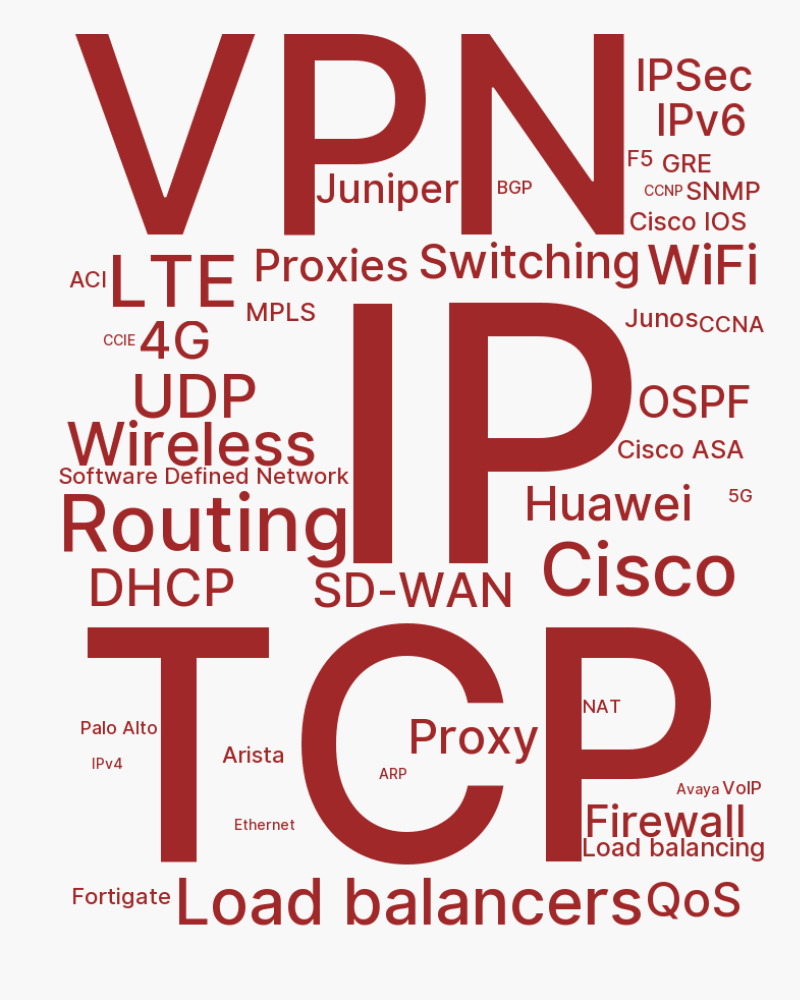 VPN
IPSec
IPv6
F5 GRE
Juniper BGP CCNP SNMP
Cisco IOS
ACI LTE Proxies Switching WiFi
MPLS Junos CCNA
CCIE 4G
IP
UDP OSPF
Wireless Cisco ASA
Software Defined Network
Routing Huawei 5G
DHCP SD-WAN Cisco
TCP
NAT
Palo Alto Arista Proxy
IPv4 ARP
Avaya VoIP
Ethernet Firewall
Load balancing
Fortigate Load balancers QoS